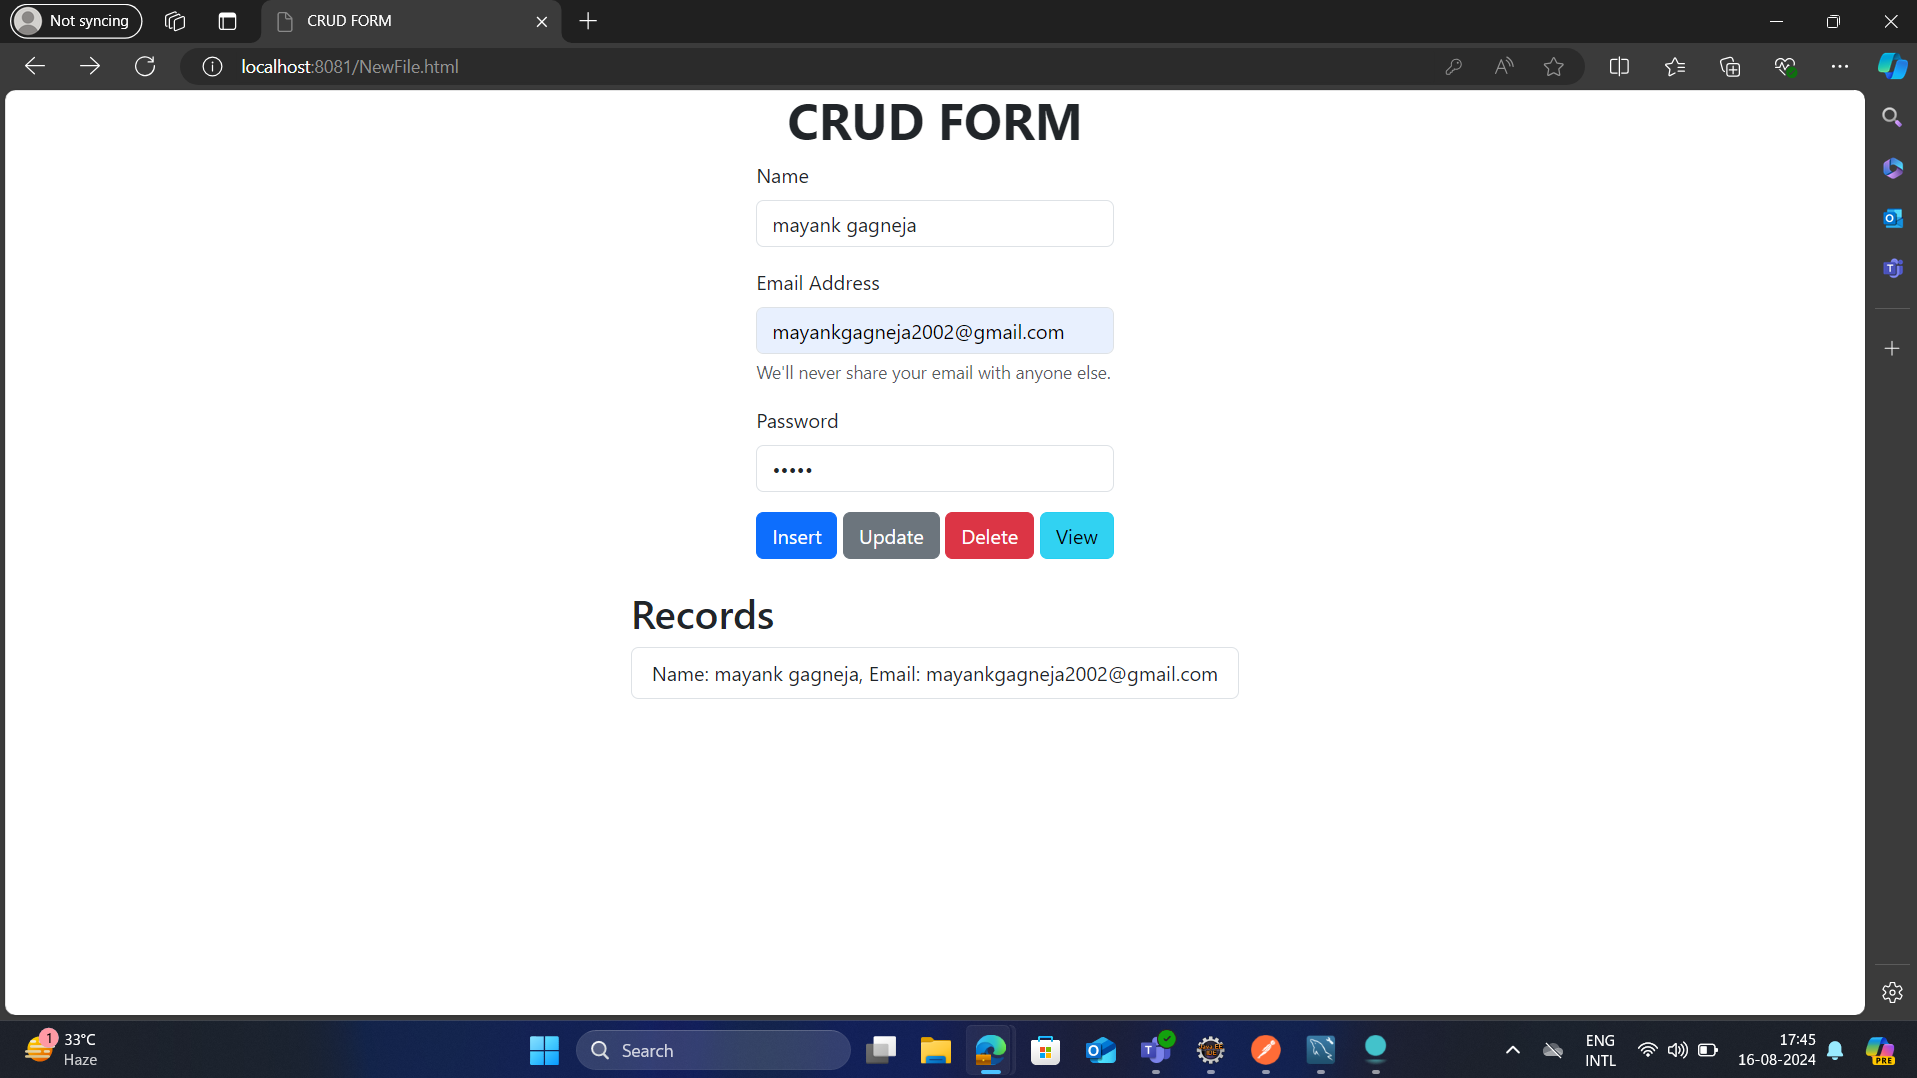 Not syncing
CRUD FORM
localhost:8081/NewFile.html
CRUD FORM
Name
mayank gagneja
Email Address
mayankgagneja2002@gmail.com
We'll never share your email with anyone else.
Password
•••••
Insert Update Delete View
Records
Name: mayank gagneja, Email: mayankgagneja2002@gmail.com
1
33°C
Haze
Search
ENG
INTL
17:45
16-08-2024
PRE